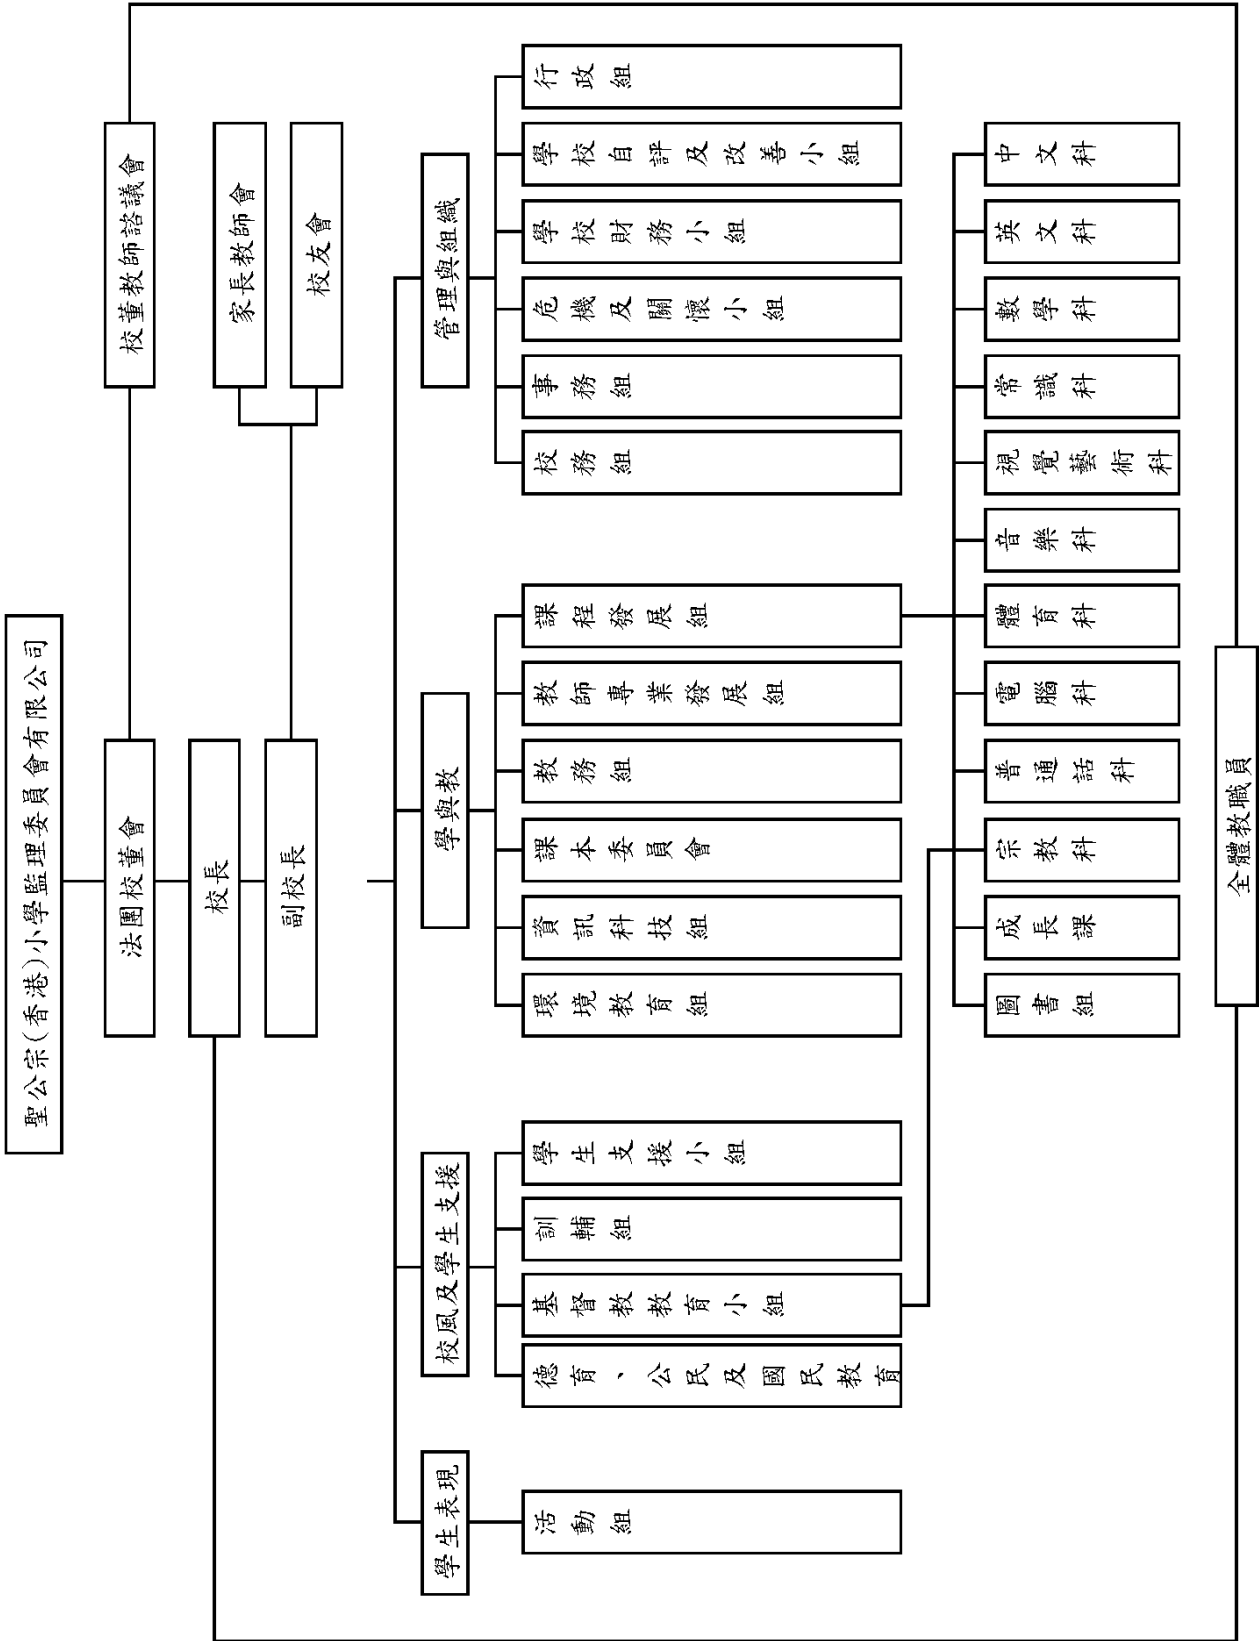 聖公宗(香港)小學監理委員會有限公司
法團校董會
校董教師諮議會
校長
副校長
家長教師會
校友會
學生表現
校風及學生支援
學與教
管理與組織
活動組
德育、公民及國民教育
基督教教育小組
訓輔組
學生支援小組
環境教育組
資訊科技組
課本委員會
教務組
教師專業發展組
課程發展組
校務組
事務組
危機及關懷小組
學校財務小組
學校自評及改善小組
行政組
圖書組
成長課
宗教科
普通話科
電腦科
體育科
音樂科
視覺藝術科
常識科
數學科
英文科
中文科
全體教職員